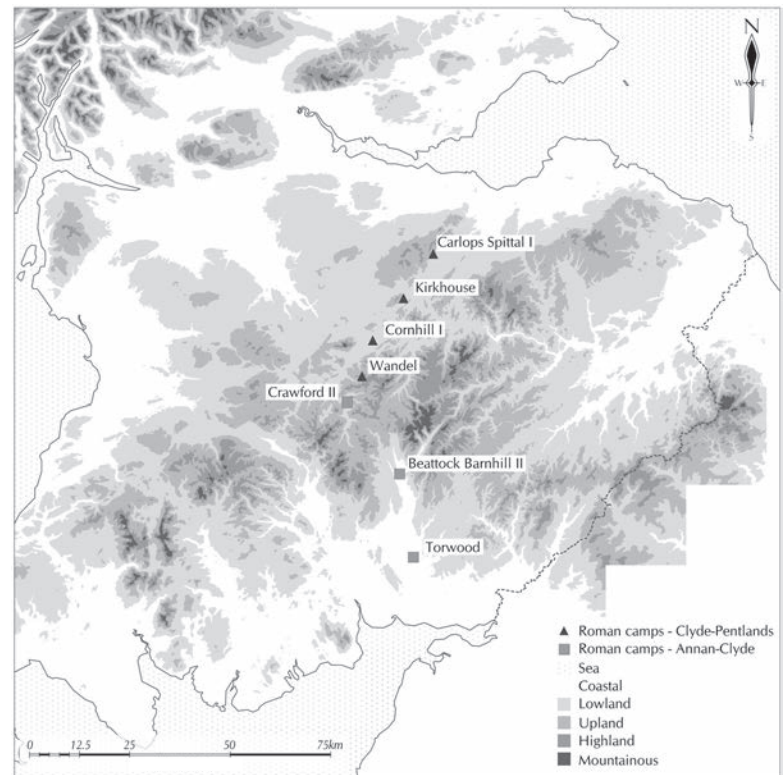 N
W E
S
Carlops Spittal I
Kirkhouse
Cornhill I
Wandel
Crawford II
Beattock Barnhill II
Torwood
Roman camps - Clyde-Pentlands
Roman camps - Annan-Clyde
Sea
Coastal
Lowland
Upland
Highland
Mountainous
0 12.5 25 50 75km